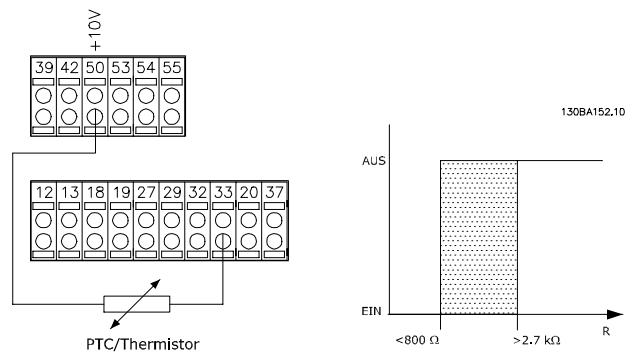 +10V
39 42 50 53 54 55
130BA152.10
AUS
12 13 18 19 27 29 32 33 20 37
EIN
<800 Ω >2.7 kΩ R
PTC/Thermistor